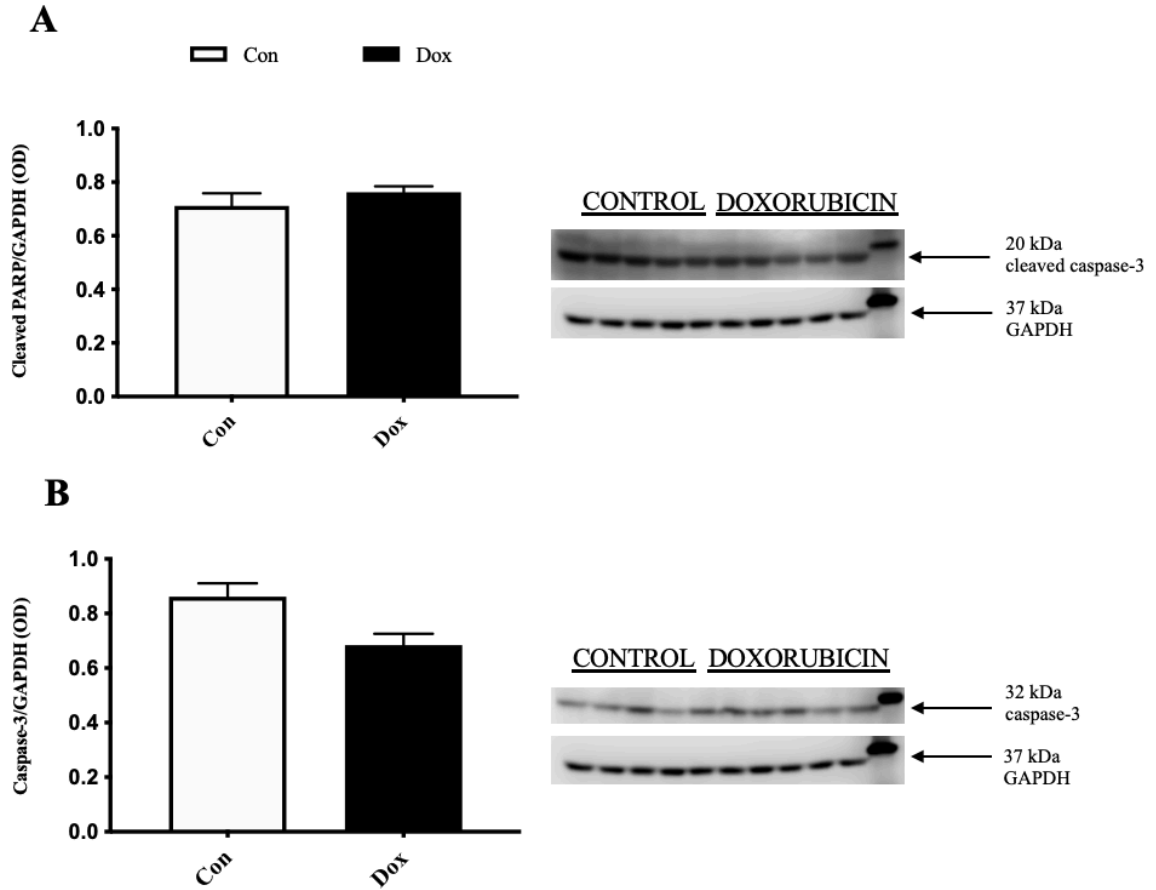 A
Con
Dox
Cleaved PARP/GAPDH (OD)
1.0
0.8
0.6
0.4
0.2
0.0
Con
Dox
CONTROL DOXORUBICIN
20 kDa
cleaved caspase-3
37 kDa
GAPDH
B
Caspase-3/GAPDH (OD)
1.0
0.8
0.6
0.4
0.2
0.0
Con
Dox
CONTROL DOXORUBICIN
32 kDa
caspase-3
37 kDa
GAPDH